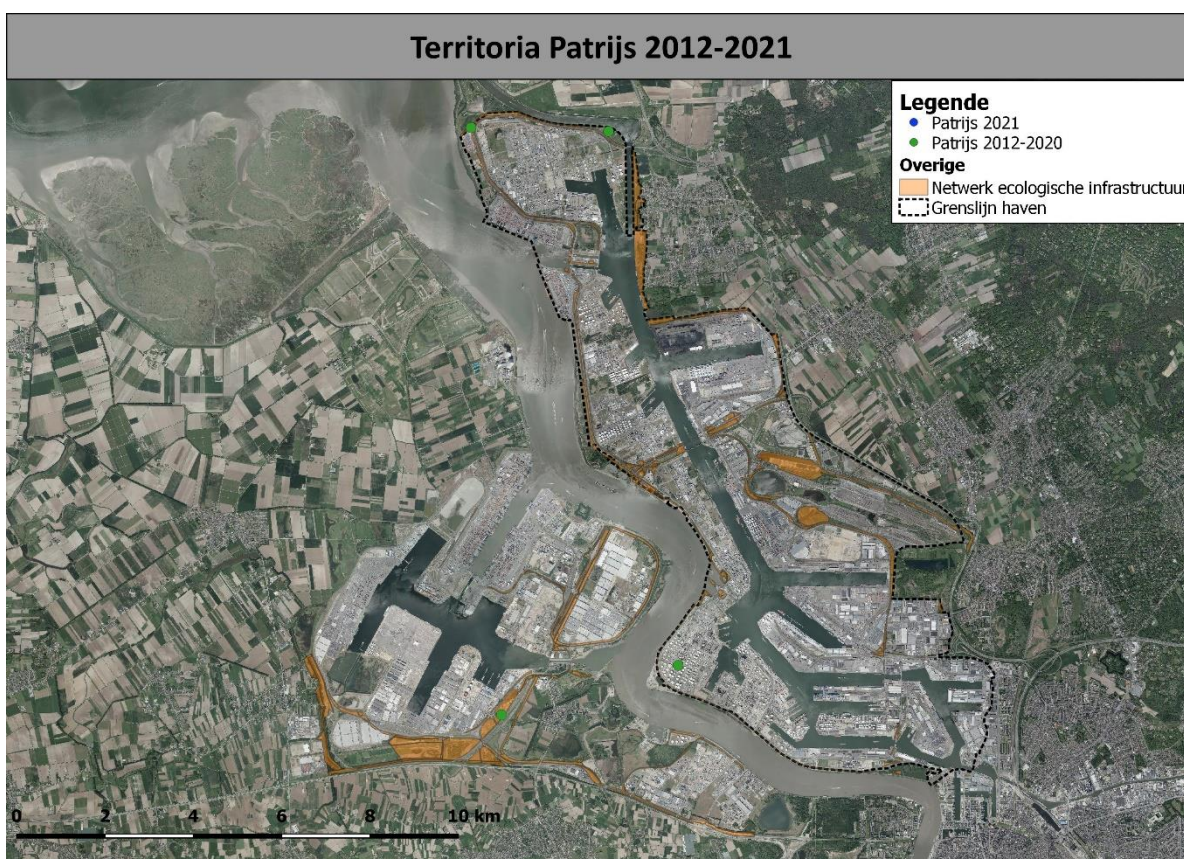 Territoria Patrijs 2012-2021
Legende
Patrijs 2021
Patrijs 2012-2020
Overige
Netwerk ecologische infrastructuur
Grenslijn haven
0 2 4 6 8 10 km